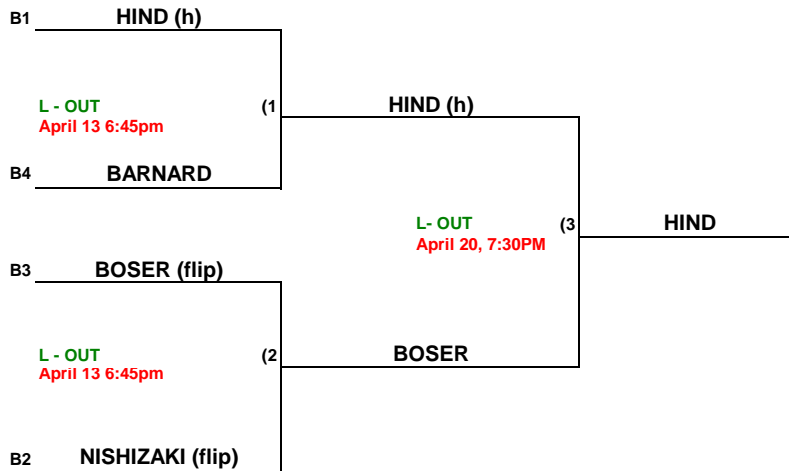 B1 HIND (h)
L - OUT (1 HIND (h)
April 13 6:45pm
B4 BARNARD
L- OUT (3 HIND
April 20, 7:30PM
B3 BOSER (flip)
L - OUT (2 BOSER
April 13 6:45pm
B2 NISHIZAKI (flip)